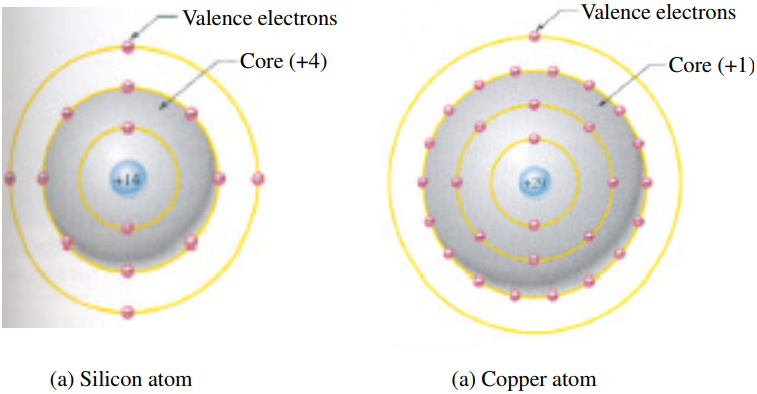 Valence electrons
Core (+4)
+14
(a) Silicon atom
Valence electrons
Core (+1)
+29
(a) Copper atom